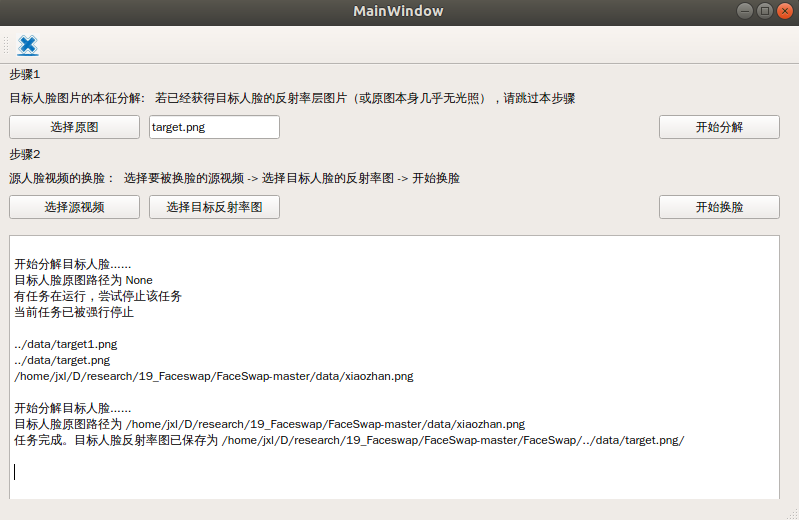 MainWindow
步骤1
目标人脸图片的本征分解： 若已经获得目标人脸的反射率层图片（或原图本身几乎无光照），请跳过本步骤
选择原图 target.png 开始分解
步骤2
源人脸视频的换脸： 选择要被换脸的源视频 -> 选择目标人脸的反射率图 -> 开始换脸
选择源视频 选择目标反射率图 开始换脸
开始分解目标人脸......
目标人脸原图路径为 None
有任务在运行，尝试停止该任务
当前任务已被强行停止
../data/target1.png
../data/target.png
/home/jxl/D/research/19_Faceswap/FaceSwap-master/data/xiaozhan.png
开始分解目标人脸......
目标人脸原图路径为 /home/jxl/D/research/19_Faceswap/FaceSwap-master/data/xiaozhan.png
任务完成。目标人脸反射率图已保存为 /home/jxl/D/research/19_Faceswap/FaceSwap-master/FaceSwap/../data/target.png/